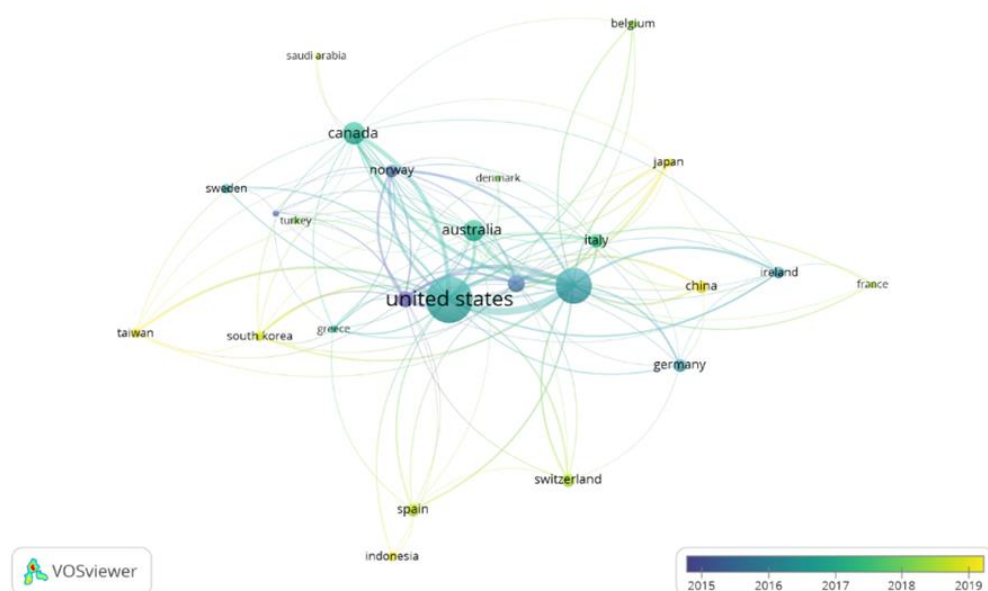 belgium
saudi arabia
canada
japan
norway
denmark
sweden
turkey
australia
italy
ireland
china
france
united states
taiwan
south korea
greece
germany
switzerland
spain
indonesia
VOSviewer
2015 2016 2017 2018 2019